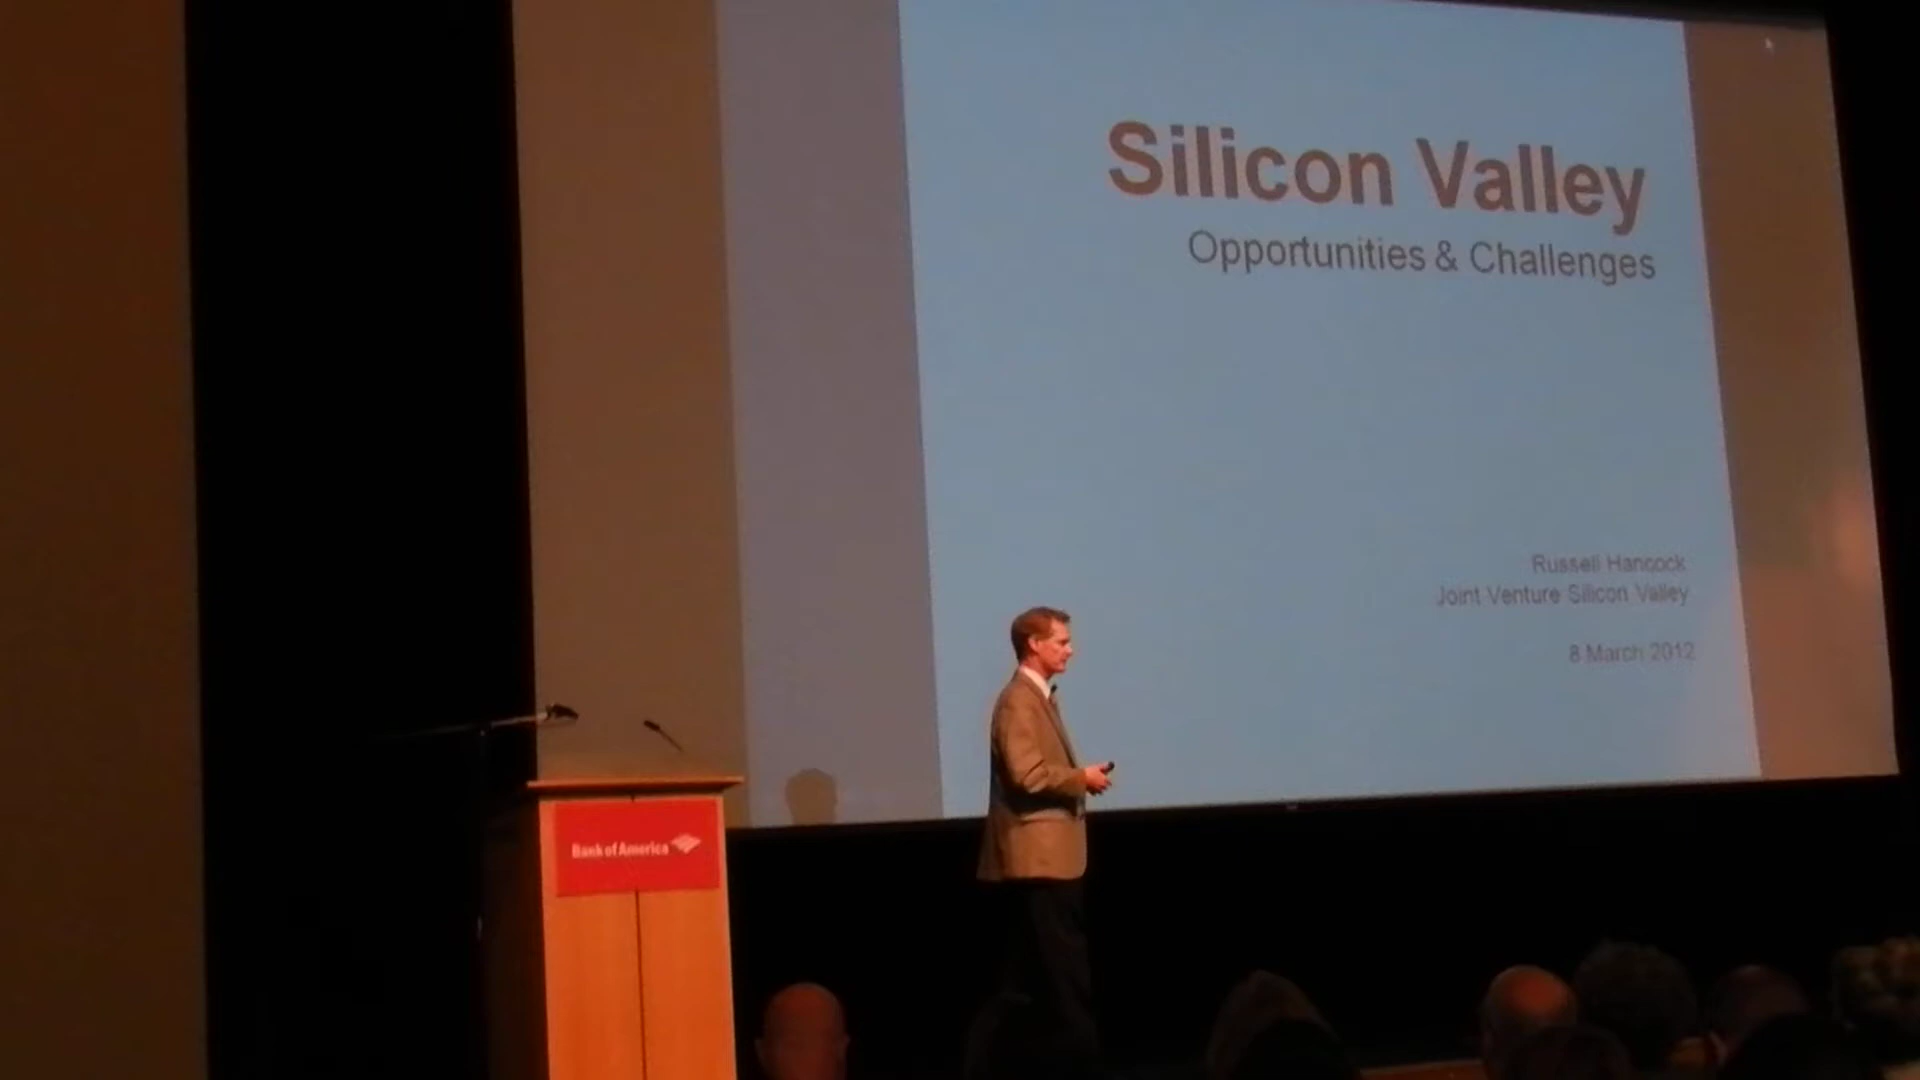 Silicon Valley
Opportunities & Challenges
Russell Hancock
Joint Venture Silicon Valley
8 March 2012
Bank of America